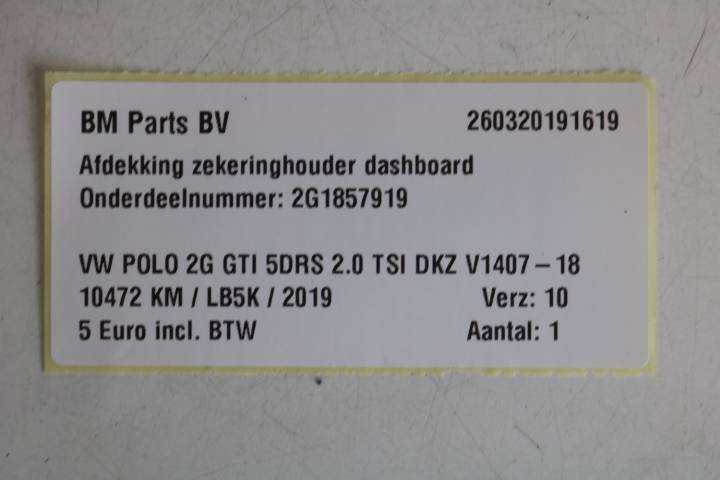 BM Parts BV 260320191619
Afdekking zekeringhouder dashboard
Onderdeelnummer: 2G1857919
VW POLO 2G GTI 5DRS 2.0 TSI DKZ V1407 – 18
10472 KM / LB5K / 2019 Verz: 10
5 Euro incl. BTW Aantal: 1